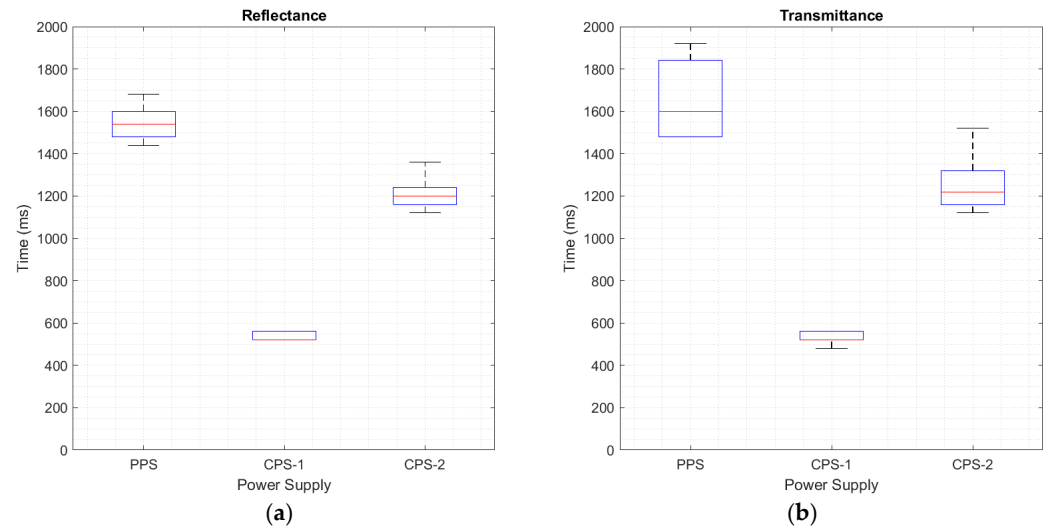 Reflectance
2000
1800
1600
1400
1200
1000
800
600
400
200
0
Time (ms)
PPS CPS-1 CPS-2
Power Supply
(a)
Transmittance
2000
1800
1600
1400
1200
1000
800
600
400
200
0
Time (ms)
PPS CPS-1 CPS-2
Power Supply
(b)